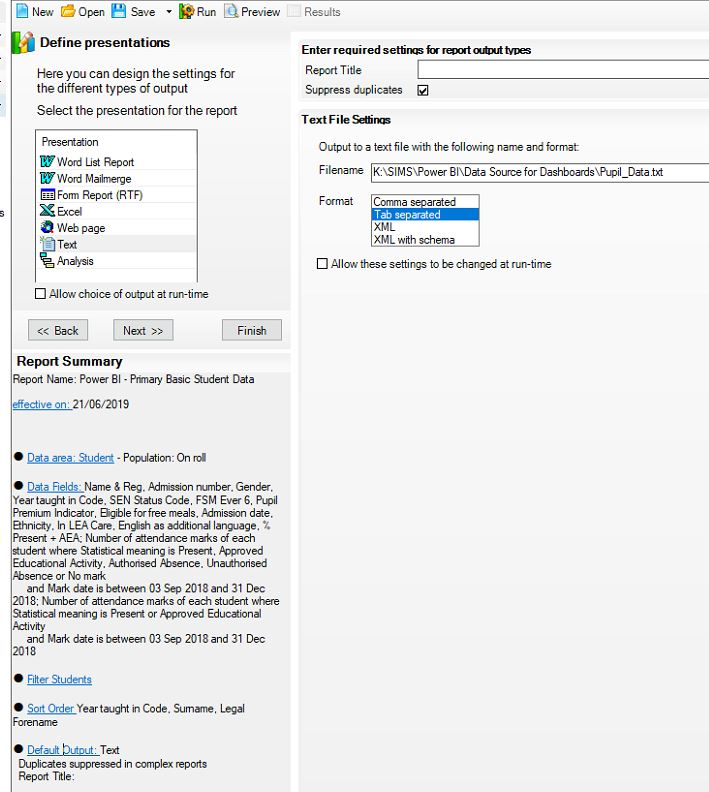 New Open Save Run Preview Results
Define presentations
Here you can design the settings for
the different types of output
Select the presentation for the report
Presentation
Word List Report
Word Mailmerge
Form Report (RTF)
Excel
Web page
Text
Analysis
Allow choice of output at run-time
<< Back Next >> Finish
Report Summary
Report Name: Power BI - Primary Basic Student Data
effective on: 21/06/2019
Data area: Student - Population: On roll
Data Fields: Name & Reg, Admission number, Gender,
Year taught in Code, SEN Status Code, FSM Ever 6, Pupil
Premium Indicator, Eligible for free meals, Admission date,
Ethnicity, In LEA Care, English as additional language, %
Present + AEA; Number of attendance marks of each
student where Statistical meaning is Present, Approved
Educational Activity, Authorised Absence, Unauthorised
Absence or No mark
and Mark date is between 03 Sep 2018 and 31 Dec
2018; Number of attendance marks of each student where
Statistical meaning is Present or Approved Educational
Activity
and Mark date is between 03 Sep 2018 and 31 Dec
2018
Filter Students
Sort Order Year taught in Code, Surname, Legal
Forename
Default Output: Text
Duplicates suppressed in complex reports
Report Title:
Enter required settings for report output types
Report Title
Suppress duplicates
Text File Settings
Output to a text file with the following name and format:
Filename K:\SIMS\Power BI\Data Source for Dashboards\Pupil_Data.txt
Format
Comma separated
Tab separated
XML
XML with schema
Allow these settings to be changed at run-time